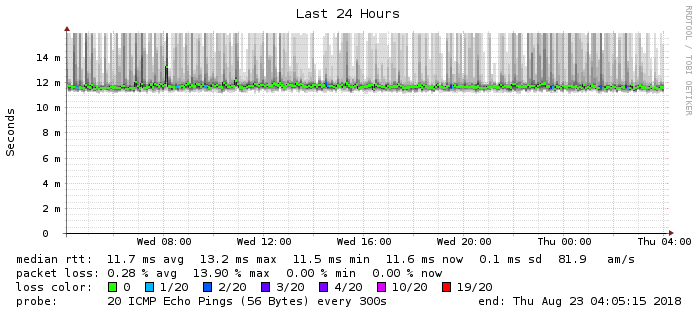 Last 24 Hours
RRDTOOL / TOBI OETIKER
Seconds
14 m
12 m
10 m
8 m
6 m
4 m
2 m
0
Wed 08:00 Wed 12:00 Wed 16:00 Wed 20:00 Thu 00:00 Thu 04:00
median rtt: 11.7 ms avg 13.2 ms max 11.5 ms min 11.6 ms now 0.1 ms sd 81.9 am/s
packet loss: 0.28 % avg 13.90 % max 0.00 % min 0.00 % now
loss color: 0 1/20 2/20 3/20 4/20 10/20 19/20
probe: 20 ICMP Echo Pings (56 Bytes) every 300s end: Thu Aug 23 04:05:15 2018